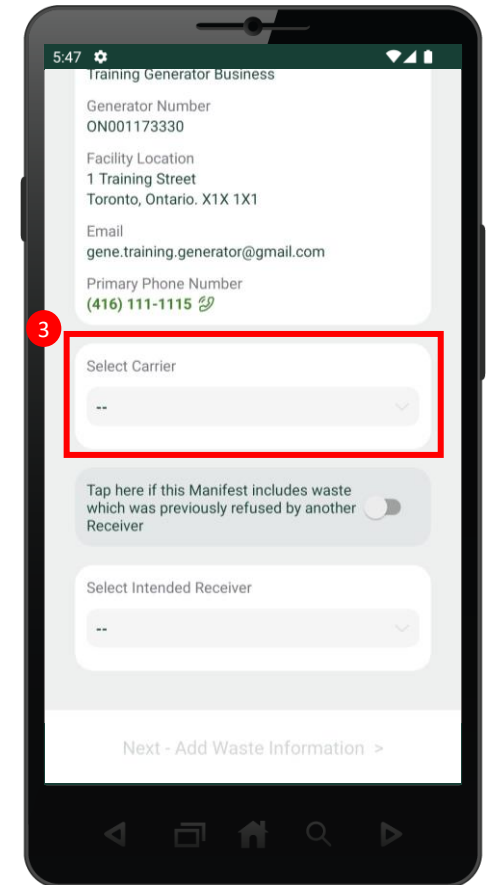 5:47
Training Generator Business
Generator Number
ON001173330
Facility Location
1 Training Street
Toronto, Ontario. X1X 1X1
Email
gene.training.generator@gmail.com
Primary Phone Number
(416) 111-1115
3
Select Carrier
--
Tap here if this Manifest includes waste
which was previously refused by another
Receiver
Select Intended Receiver
--
Next - Add Waste Information >